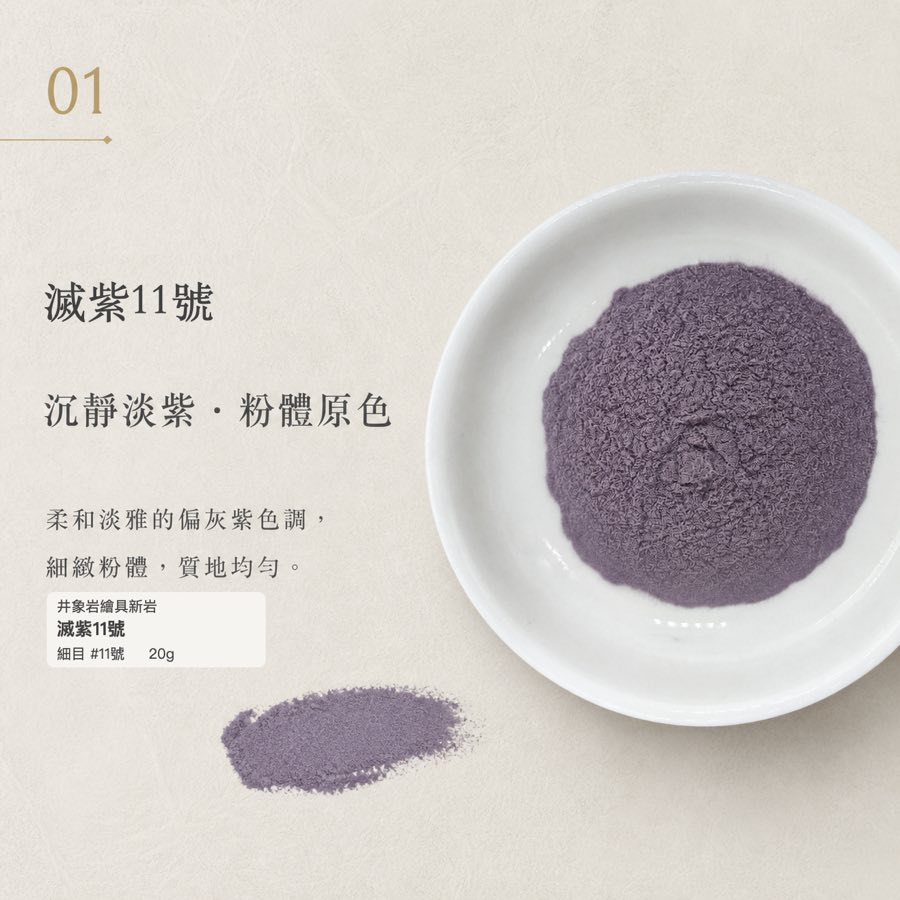 01
滅紫11號
沉靜淡紫・粉體原色
柔和淡雅的偏灰紫色調，
細緻粉體，質地均勻。
井象岩繪具新岩
滅紫11號
細目 #11號 20g